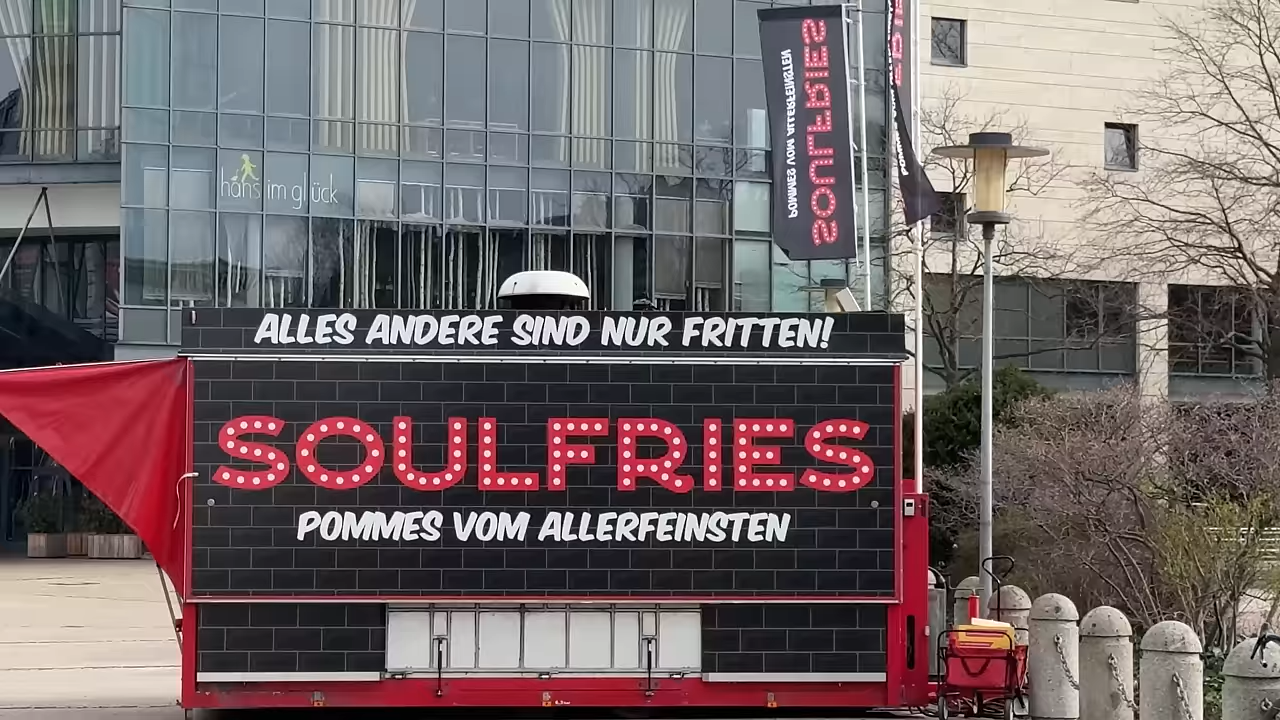 hans im glück
SOULFRIES
POMMES VOM ALLERFEINSTEN
ALLES ANDERE SIND NUR FRITTEN!
SOULFRIES
POMMES VOM ALLERFEINSTEN